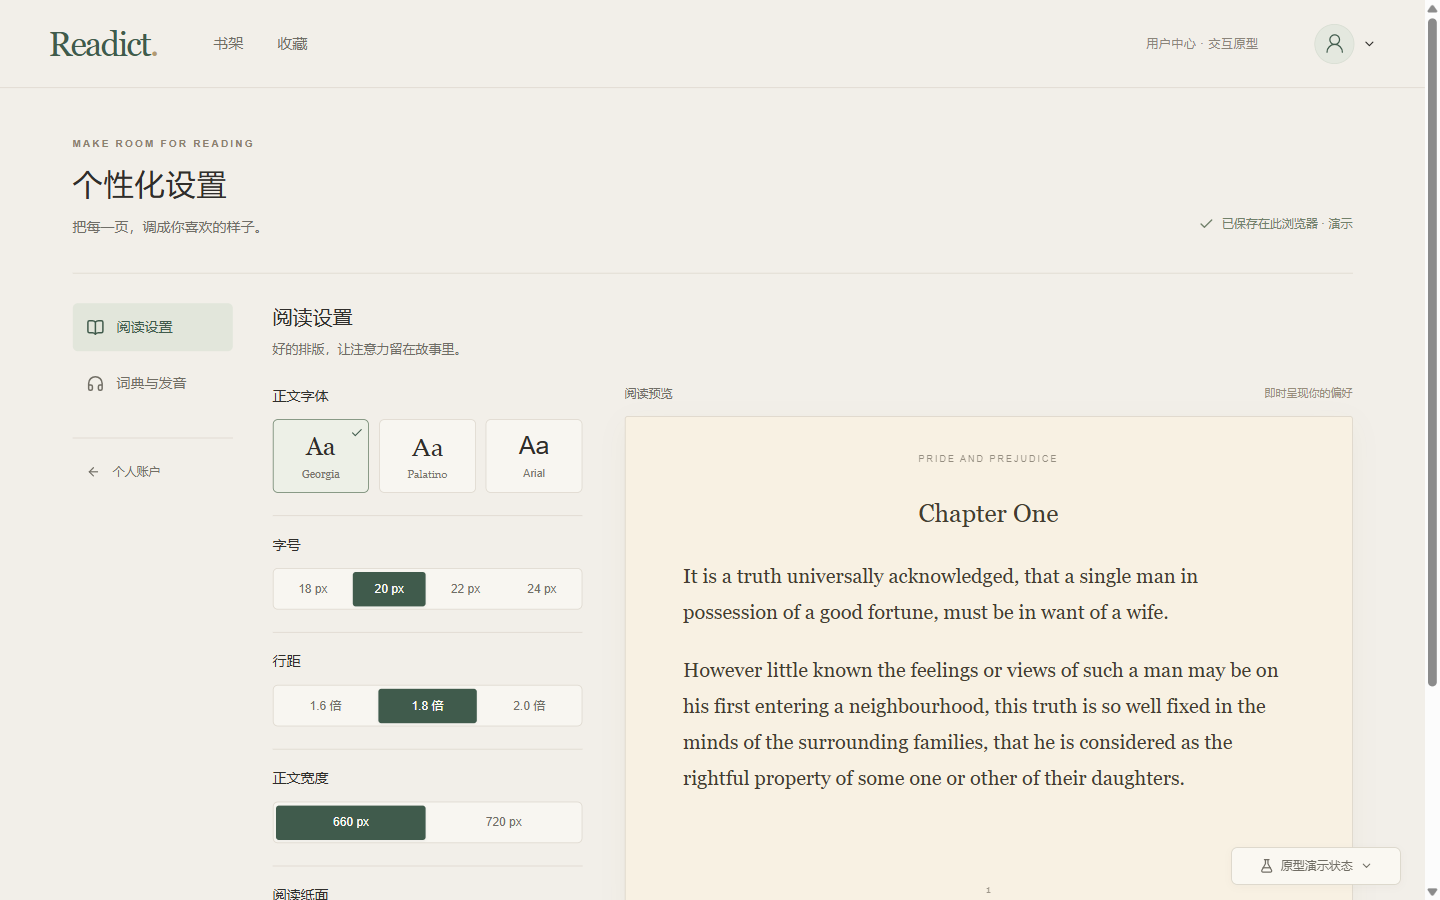 Readict.
书架
收藏
用户中心 · 交互原型
MAKE ROOM FOR READING
个性化设置
把每一页，调成你喜欢的样子。
已保存在此浏览器 · 演示
阅读设置
词典与发音
个人账户
阅读设置
好的排版，让注意力留在故事里。
正文字体
Aa
Georgia
Aa
Palatino
Aa
Arial
字号
18 px
20 px
22 px
24 px
行距
1.6 倍
1.8 倍
2.0 倍
正文宽度
660 px
720 px
阅读纸面
阅读预览
即时呈现你的偏好
PRIDE AND PREJUDICE
Chapter One
It is a truth universally acknowledged, that a single man in
possession of a good fortune, must be in want of a wife.
However little known the feelings or views of such a man may be on
his first entering a neighbourhood, this truth is so well fixed in the
minds of the surrounding families, that he is considered as the
rightful property of some one or other of their daughters.
1
原型演示状态